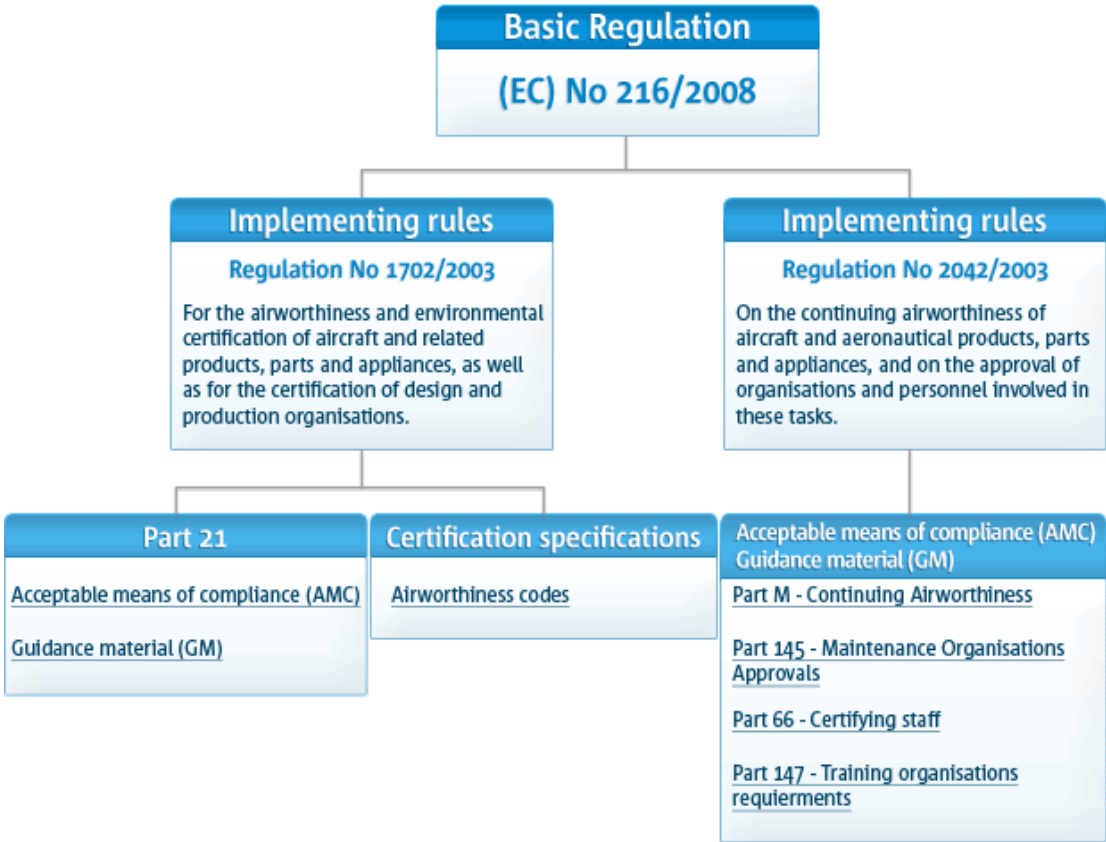 Basic Regulation
(EC) No 216/2008
Implementing rules
Regulation No 1702/2003
For the airworthiness and environmental
certification of aircraft and related
products, parts and appliances, as well
as for the certification of design and
production organisations.
Implementing rules
Regulation No 2042/2003
On the continuing airworthiness of
aircraft and aeronautical products, parts
and appliances, and on the approval of
organisations and personnel involved in
these tasks.
Part 21
Acceptable means of compliance (AMC)
Guidance material (GM)
Certification specifications
Airworthiness codes
Acceptable means of compliance (AMC)
Guidance material (GM)
Part M - Continuing Airworthiness
Part 145 - Maintenance Organisations
Approvals
Part 66 - Certifying staff
Part 147 - Training organisations
requierments